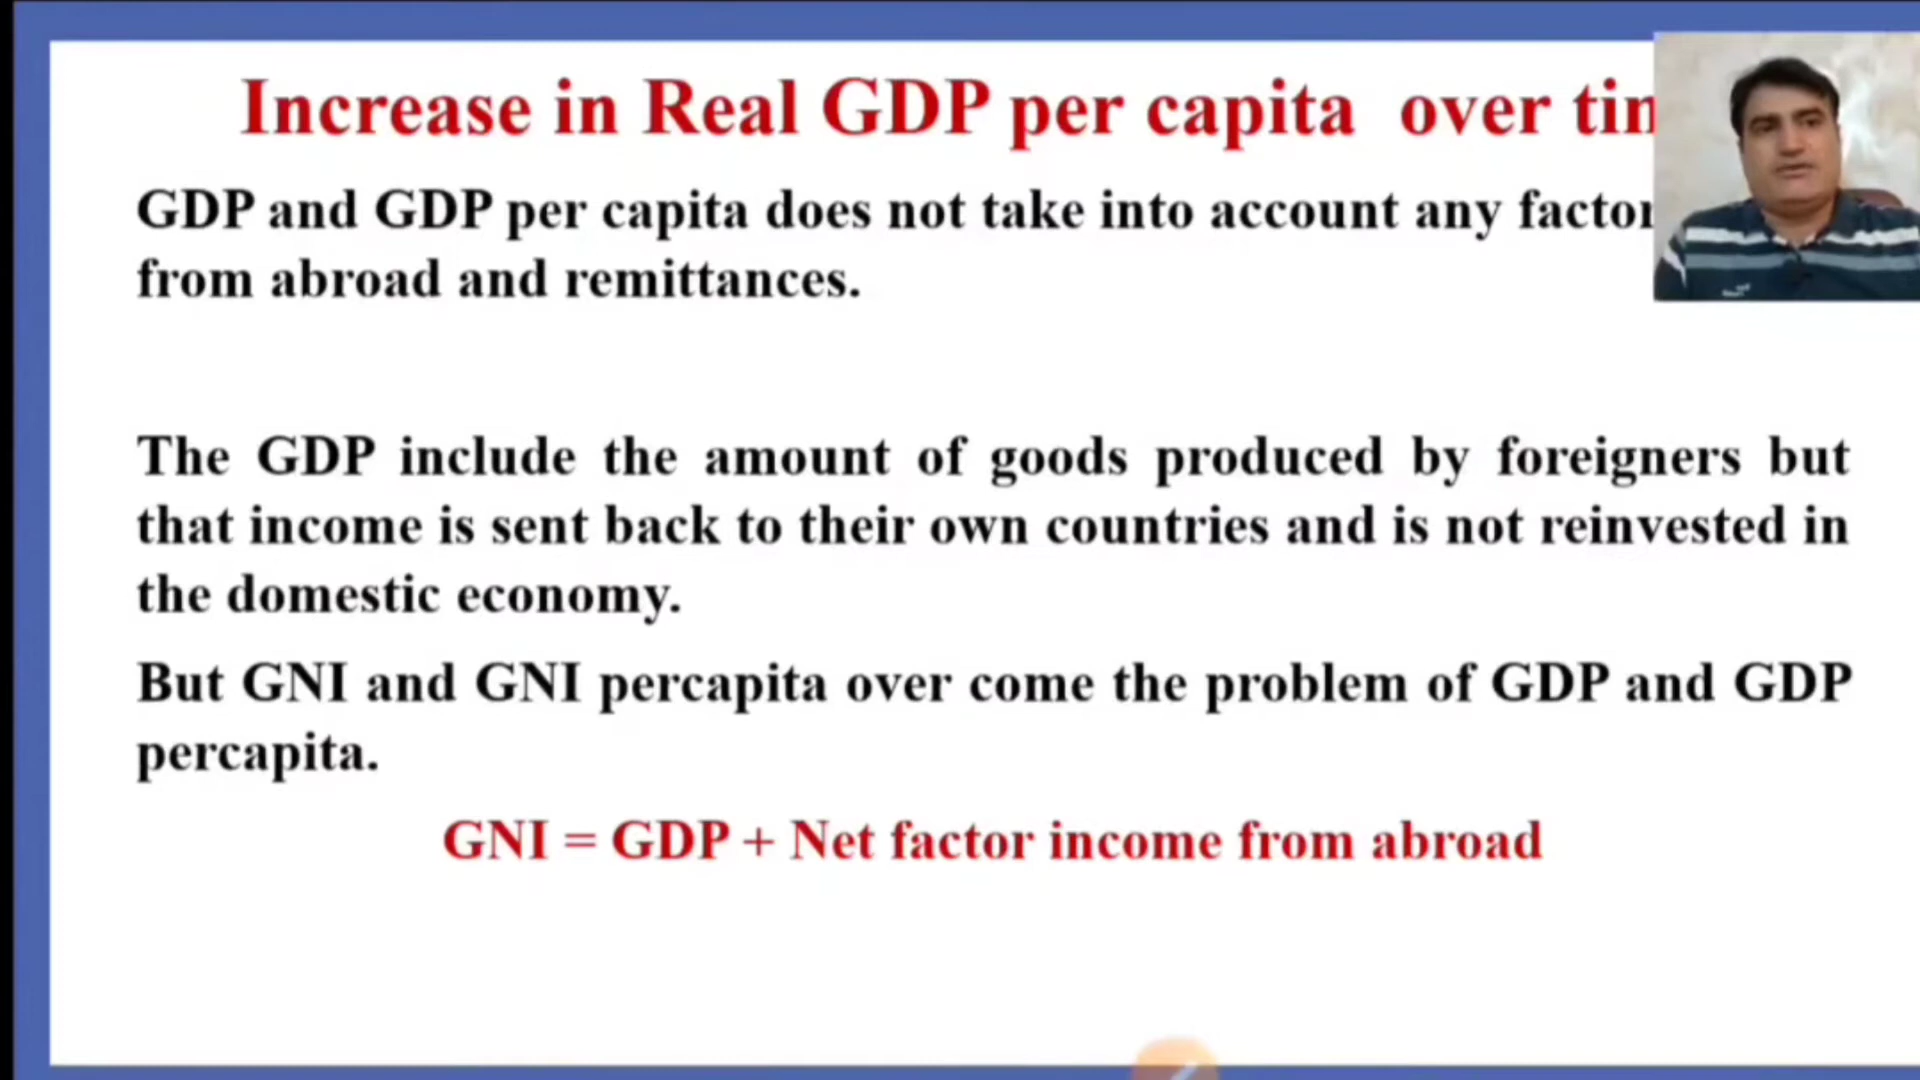 Increase in Real GDP per capita over
GDP and GDP per capita does not take into account any factor
from abroad and remittances.
The GDP include the amount of goods produced by foreigners but
that income is sent back to their own countries and is not reinvested in
the domestic economy.
But GNI and GNI percapita over come the problem of GDP and GDP
percapita.
GNI = GDP + Net factor income from abroad